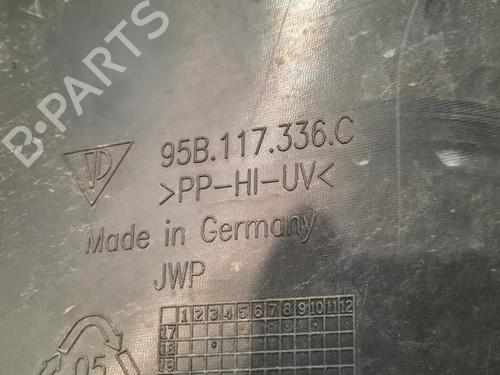 B-PARTS
95B.117.336.C
>PP-HI-UV<
Made in Germany
JWP
1 2 3 4 5 6 7 8 9 10 11 12
17
18
05